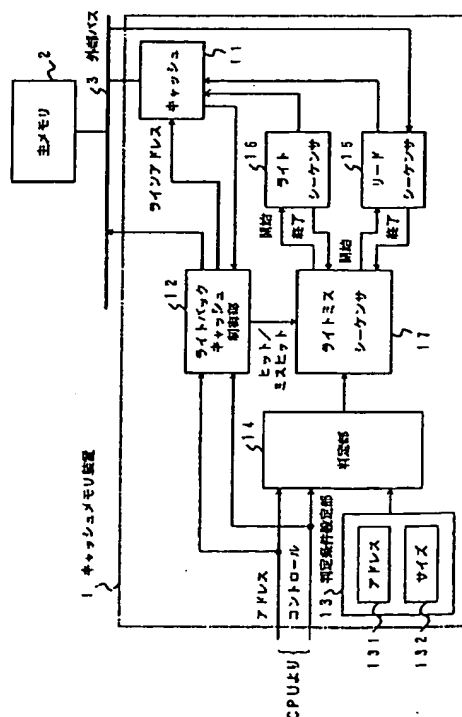 1 キャッシュメモリ装置
主メモリ
2
3 外部バス
キャッシュ
11
ラインアドレス
12
ライトバック
キャッシュ
制御部
ヒット/
ミスヒット
16
ライト
シーケンサ
開始
終了
15
リード
シーケンサ
開始
終了
ライトミス
シーケンサ
17
14
判定部
アドレス
コントロール
CPUより
13 判定条件設定部
アドレス
サイズ
131
132